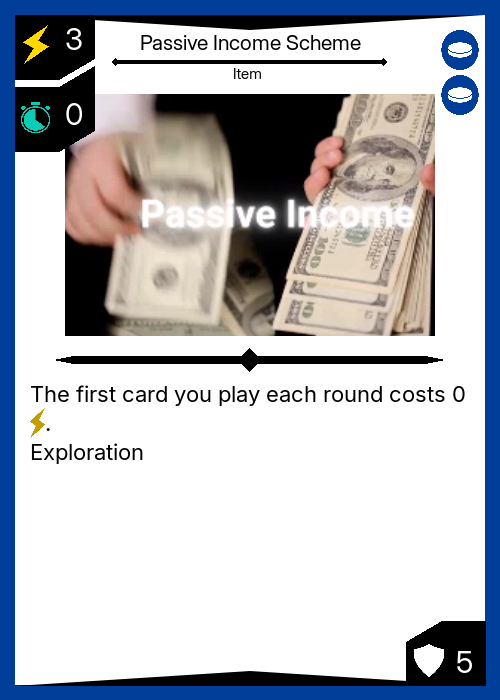 3
Passive Income Scheme
Item
0
Passive Income
The first card you play each round costs 0
.
Exploration
5